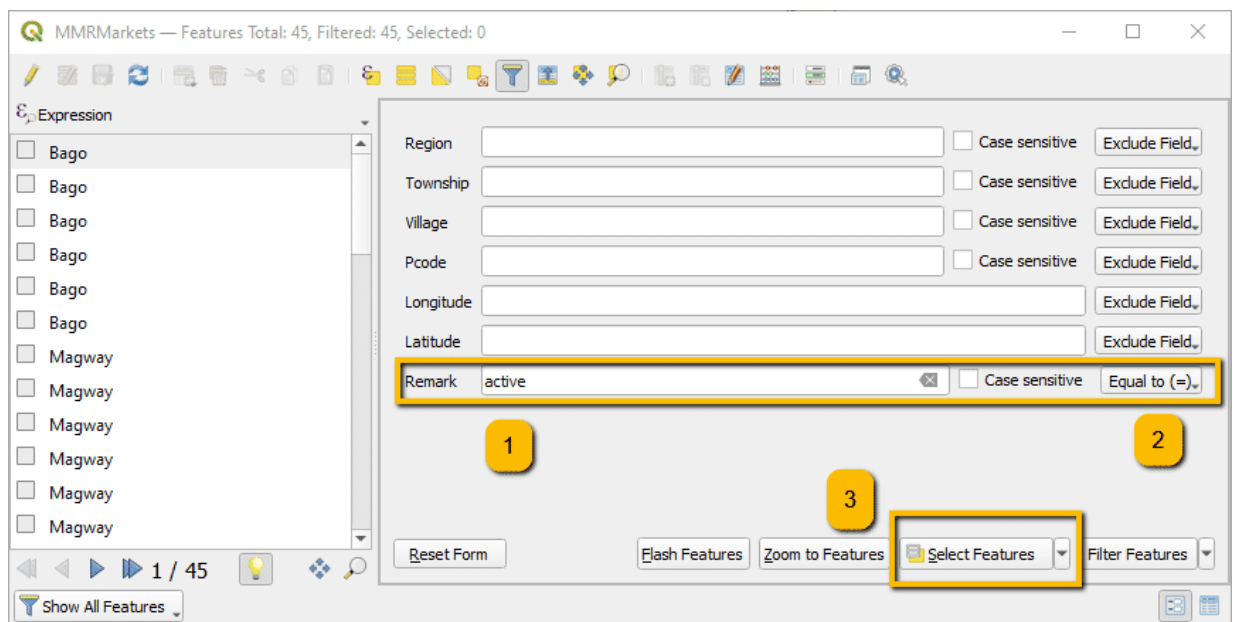 MMRMarkets — Features Total: 45, Filtered: 45, Selected: 0
Expression
Bago
Bago
Bago
Bago
Bago
Bago
Magway
Magway
Magway
Magway
Magway
Magway
1 / 45
Show All Features
Region Case sensitive Exclude Field
Township Case sensitive Exclude Field
Village Case sensitive Exclude Field
Pcode Case sensitive Exclude Field
Longitude Exclude Field
Latitude Exclude Field
Remark active Case sensitive Equal to (=)
1
2
3
Reset Form Flash Features Zoom to Features Select Features Filter Features